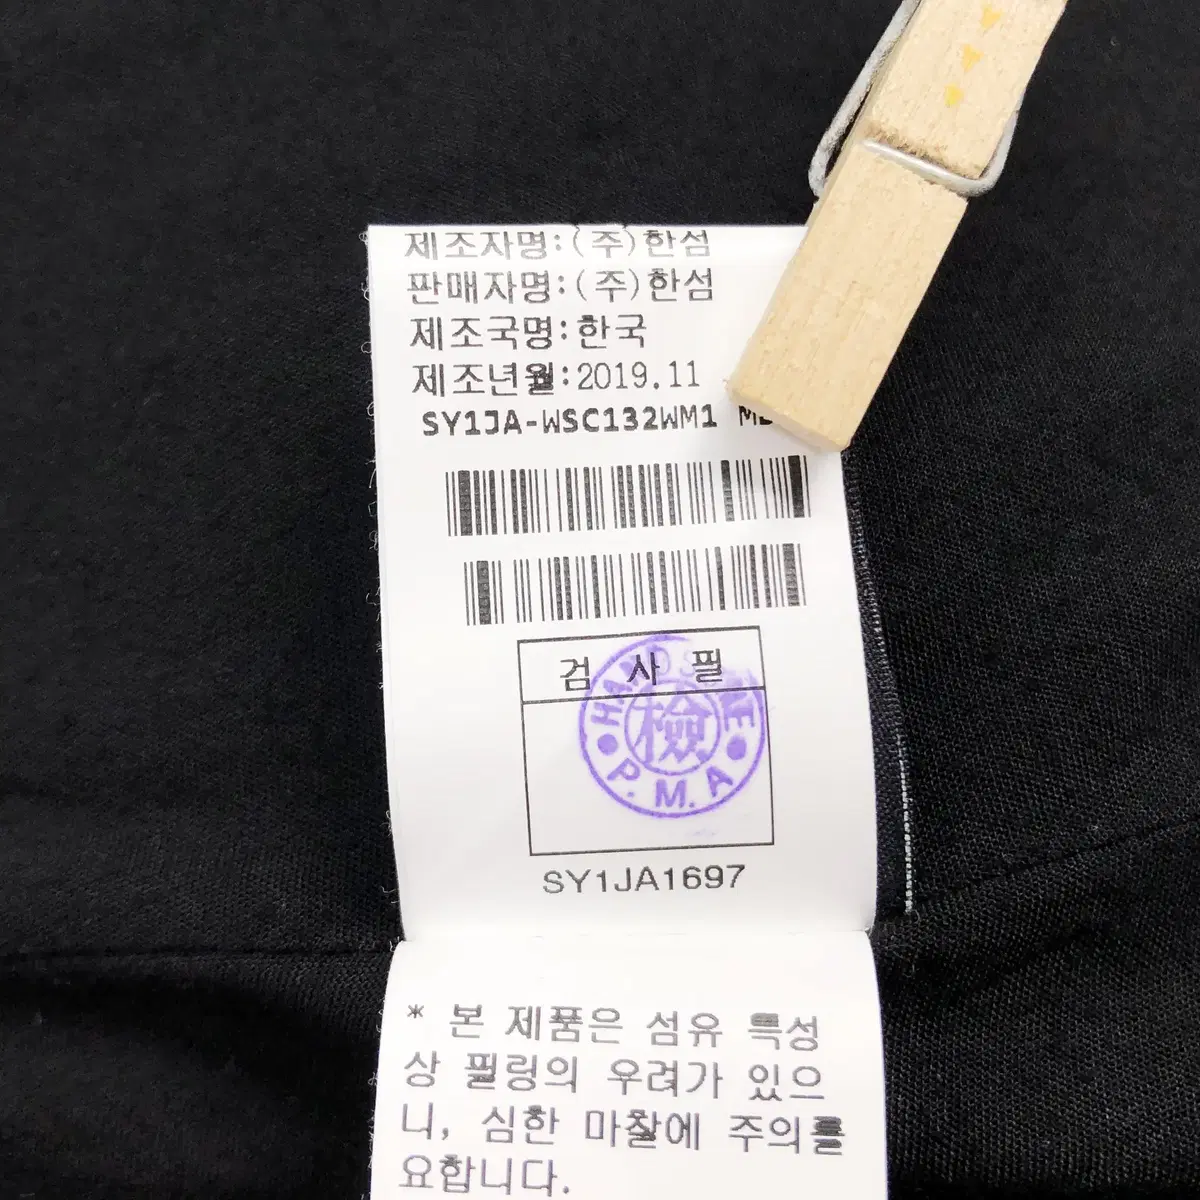 제조자명:(주)한섬
판매자명:(주)한섬
제조국명:한국
제조년월:2019.11
SY1JA-WSC132WM1
검 사 필
HANDSOME
檢
P.M.A
SY1JA1697
* 본 제품은 섬유 특성
상 필링의 우려가 있으
니, 심한 마찰에 주의를
요합니다.